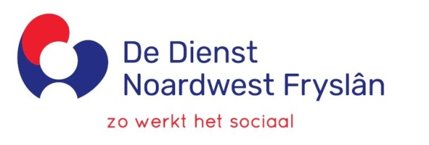 De Dienst
Noardwest Fryslân
zo werkt het sociaal